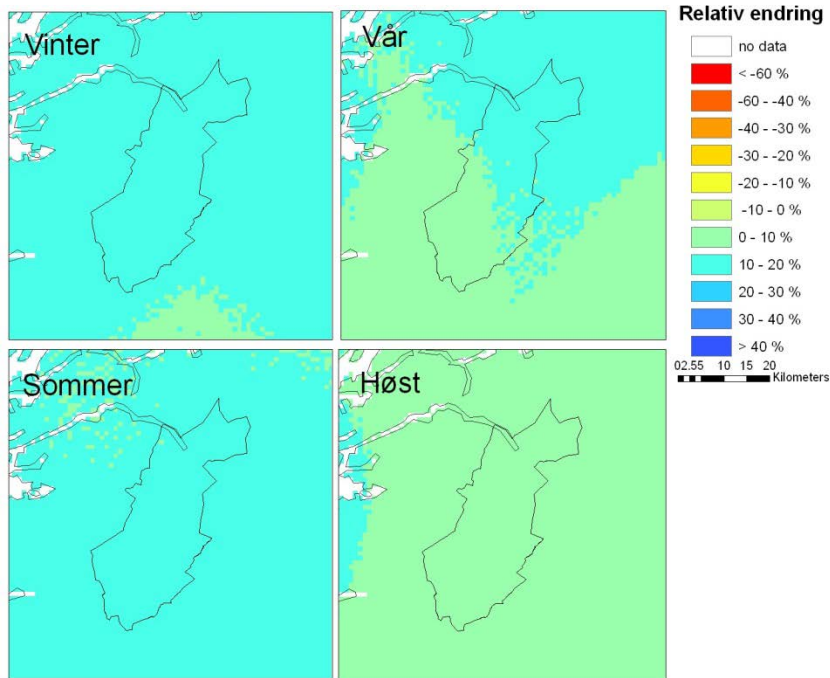 Vinter
Vår
Sommer
Høst
Relativ endring
no data
< -60 %
-60 - -40 %
-40 - -30 %
-30 - -20 %
-20 - -10 %
-10 - 0 %
0 - 10 %
10 - 20 %
20 - 30 %
30 - 40 %
> 40 %
02.55 10 15 20
Kilometers